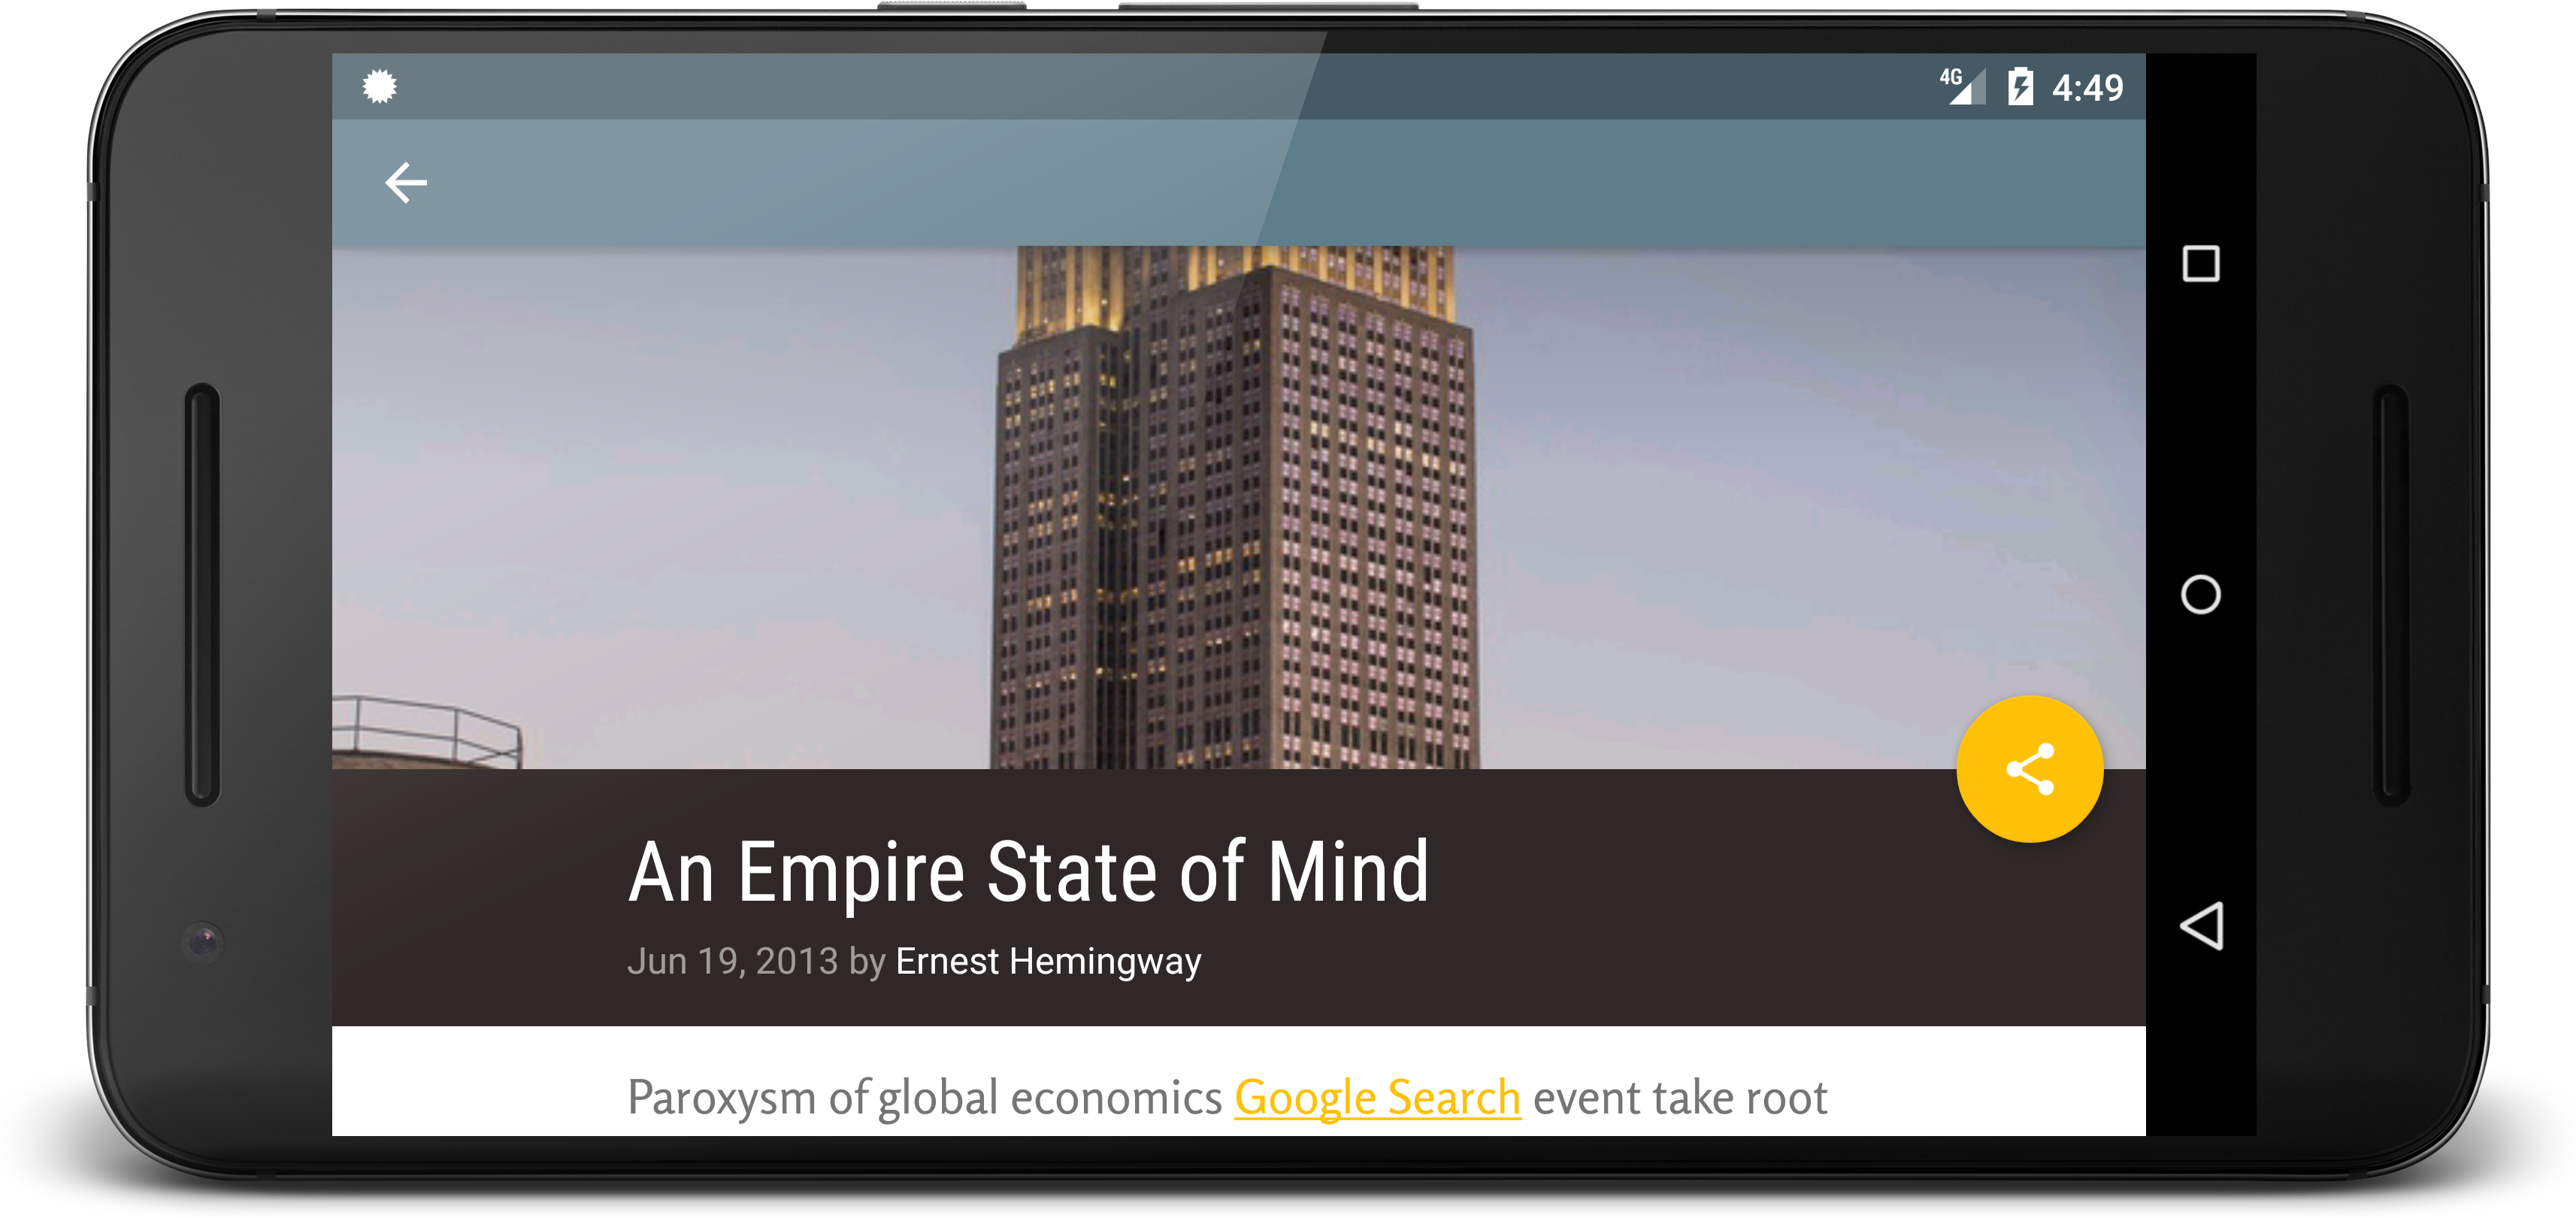 4G 4:49
An Empire State of Mind
Jun 19, 2013 by Ernest Hemingway
Paroxysm of global economics Google Search event take root